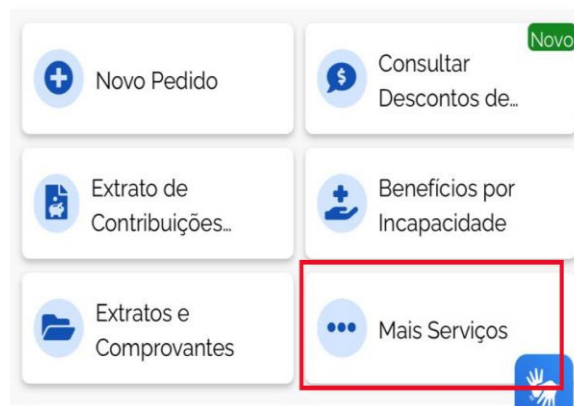 Novo Pedido
Novo
Consultar
Descontos de...
Extrato de
Contribuições...
Benefícios por
Incapacidade
Extratos e
Comprovantes
Mais Serviços